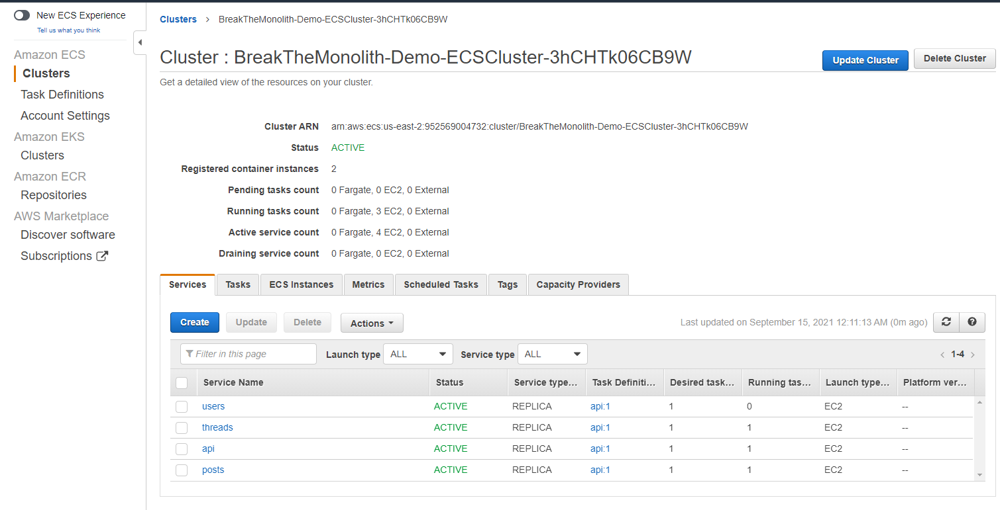 New ECS Experience
Tell us what you think
Amazon ECS
Clusters
Task Definitions
Account Settings
Amazon EKS
Clusters
Amazon ECR
Repositories
AWS Marketplace
Discover software
Subscriptions
Clusters > BreakTheMonolith-Demo-ECSCluster-3hCHTk06CB9W
Cluster : BreakTheMonolith-Demo-ECSCluster-3hCHTk06CB9W
Update Cluster Delete Cluster
Get a detailed view of the resources on your cluster.
Cluster ARN arn:aws:ecs:us-east-2:952569004732:cluster/BreakTheMonolith-Demo-ECSCluster-3hCHTk06CB9W
Status ACTIVE
Registered container instances 2
Pending tasks count 0 Fargate, 0 EC2, 0 External
Running tasks count 0 Fargate, 3 EC2, 0 External
Active service count 0 Fargate, 4 EC2, 0 External
Draining service count 0 Fargate, 0 EC2, 0 External
Services Tasks ECS Instances Metrics Scheduled Tasks Tags Capacity Providers
Create Update Delete Actions Last updated on September 15, 2021 12:11:13 AM (0m ago)
Filter in this page Launch type ALL Service type ALL < 1-4 >
Service Name Status Service type... Task Definiti... Desired task... Running tas... Launch type... Platform ver...
users ACTIVE REPLICA api:1 1 0 EC2 --
threads ACTIVE REPLICA api:1 1 1 EC2 --
api ACTIVE REPLICA api:1 1 1 EC2 --
posts ACTIVE REPLICA api:1 1 1 EC2 --